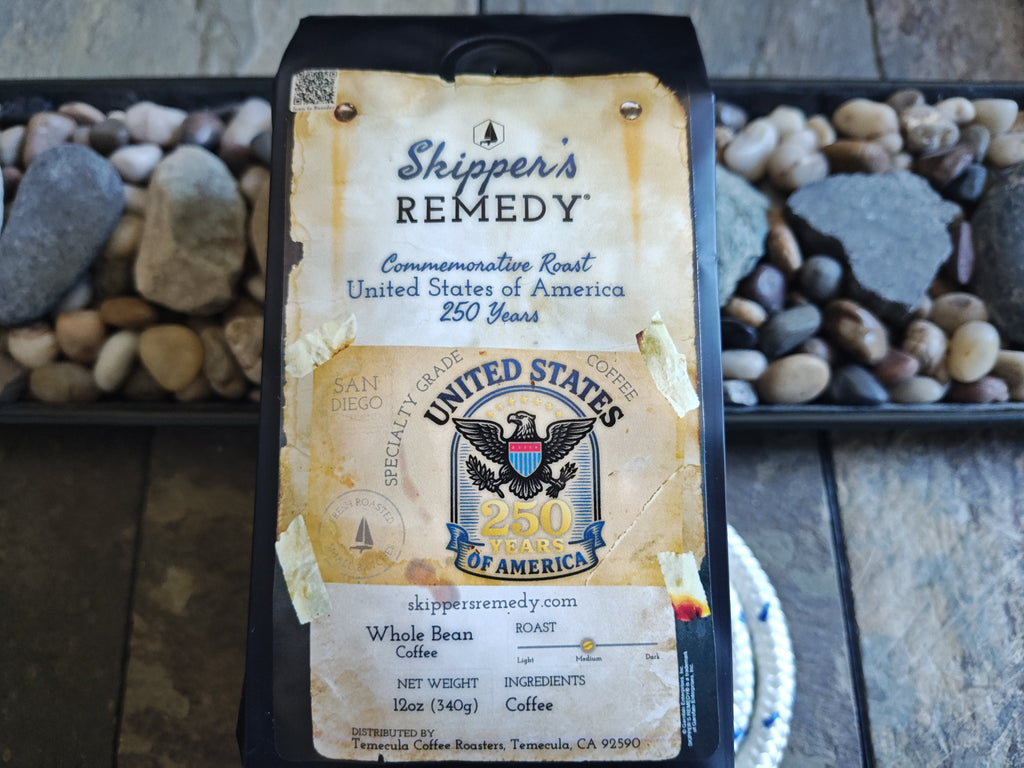 Skipper's
REMEDY®
Commemorative Roast
United States of America
250 Years
SAN
DIEGO
SPECIALTY GRADE
COFFEE
UNITED STATES
250
YEARS
OF AMERICA
FRESH ROASTED
skippersremedy.com
Whole Bean
Coffee
ROAST
Light Medium Dark
NET WEIGHT
12oz (340g)
INGREDIENTS
Coffee
DISTRIBUTED BY
Temecula Coffee Roasters, Temecula, CA 92590